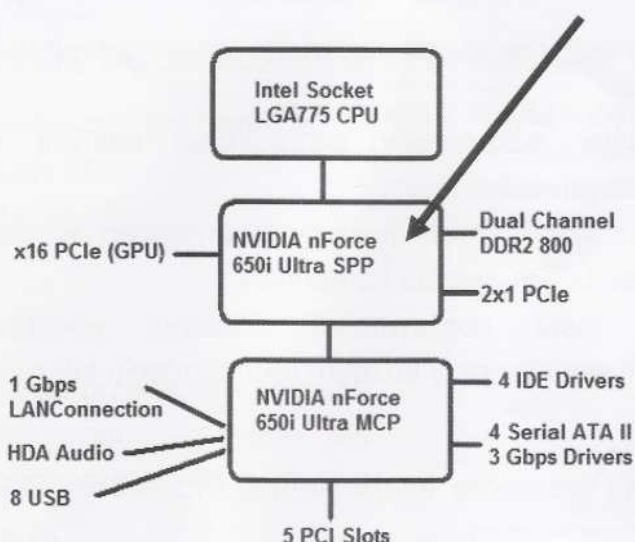 Intel Socket
LGA775 CPU
x16 PCIe (GPU)
NVIDIA nForce
650i Ultra SPP
Dual Channel
DDR2 800
2x1 PCIe
1 Gbps
LANConnection
HDA Audio
8 USB
NVIDIA nForce
650i Ultra MCP
4 IDE Drivers
4 Serial ATA II
3 Gbps Drivers
5 PCI Slots